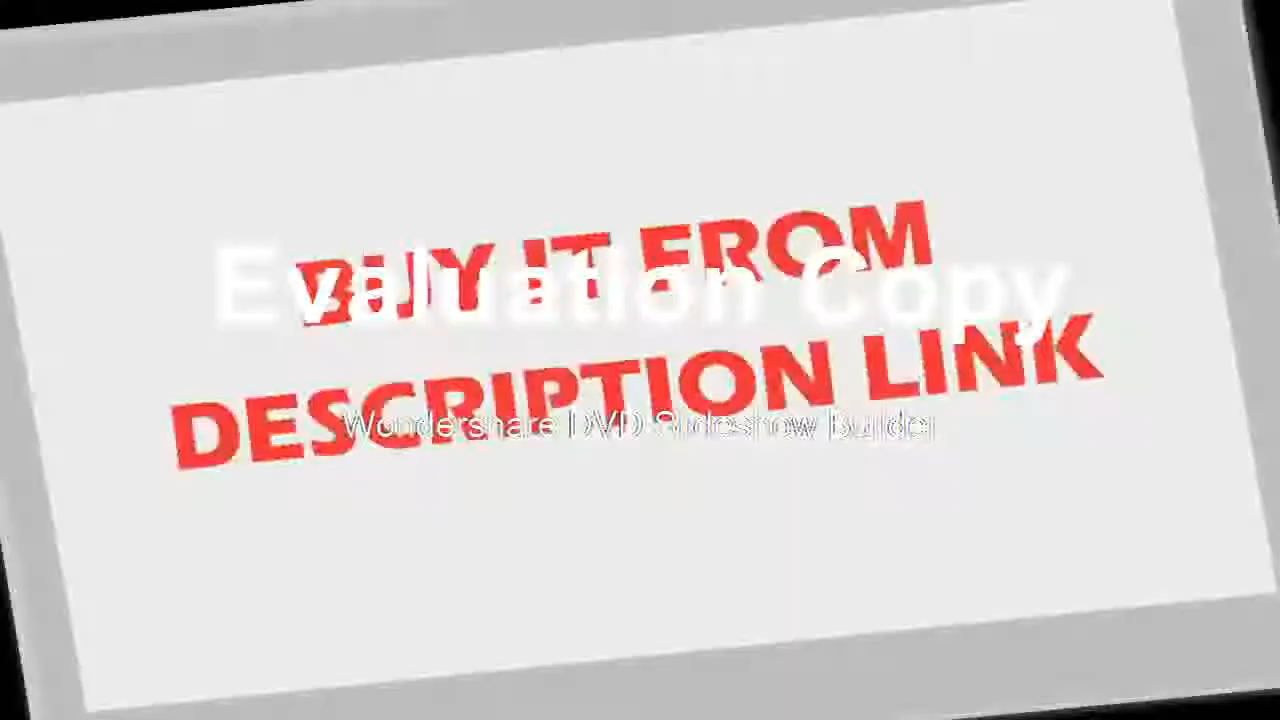 BUY IT FROM
Evaluation Copy
DESCRIPTION LINK
Wondershare DVD Slideshow Builder